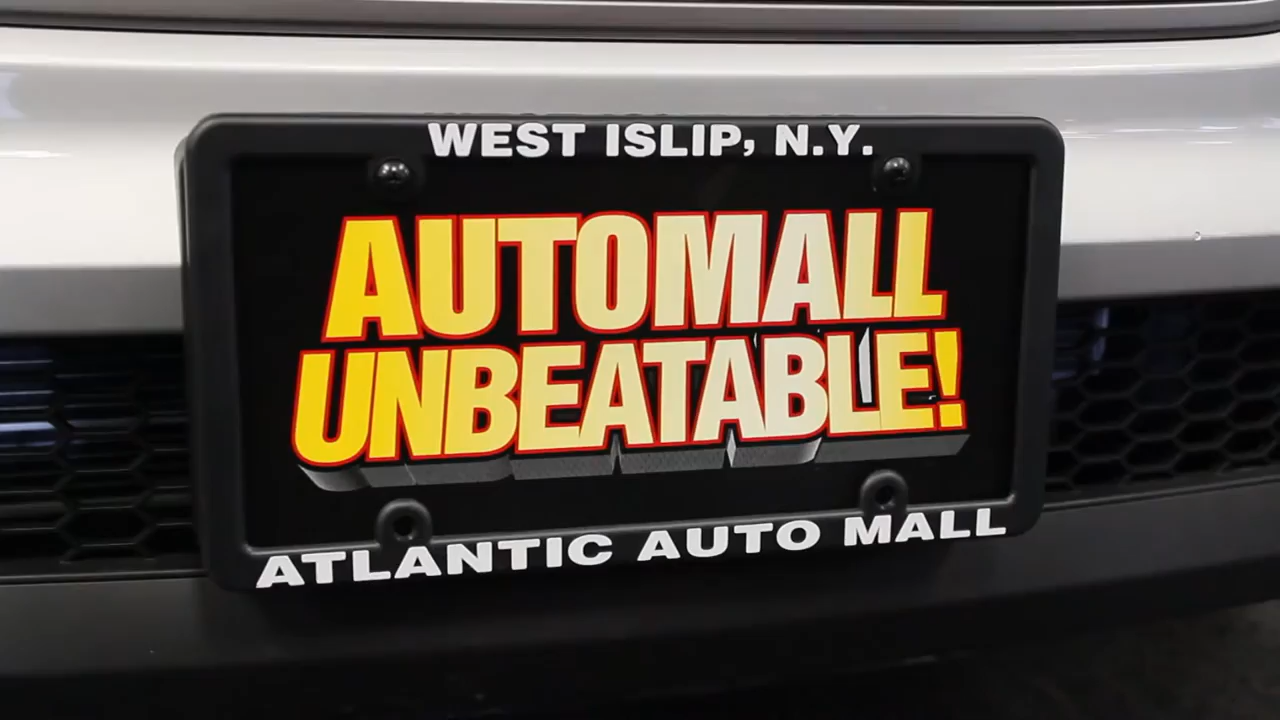 WEST ISLIP, N.Y.
AUTOMALL
UNBEATABLE!
ATLANTIC AUTO MALL